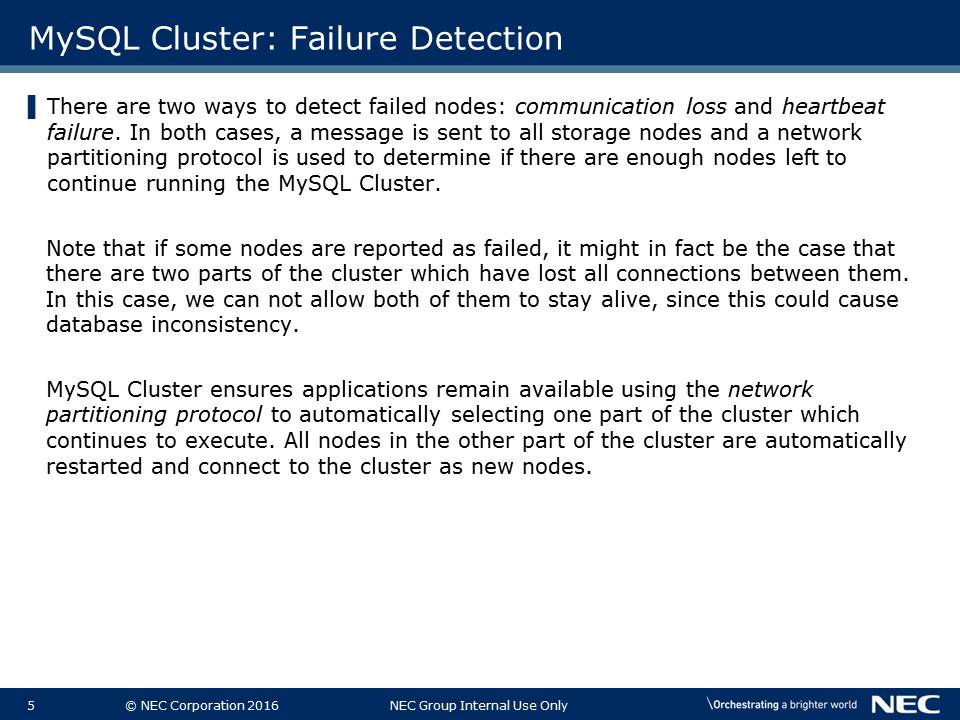 MySQL Cluster: Failure Detection
There are two ways to detect failed nodes: communication loss and heartbeat
failure. In both cases, a message is sent to all storage nodes and a network
partitioning protocol is used to determine if there are enough nodes left to
continue running the MySQL Cluster.
Note that if some nodes are reported as failed, it might in fact be the case that
there are two parts of the cluster which have lost all connections between them.
In this case, we can not allow both of them to stay alive, since this could cause
database inconsistency.
MySQL Cluster ensures applications remain available using the network
partitioning protocol to automatically selecting one part of the cluster which
continues to execute. All nodes in the other part of the cluster are automatically
restarted and connect to the cluster as new nodes.
5 © NEC Corporation 2016 NEC Group Internal Use Only \Orchestrating a brighter world NEC